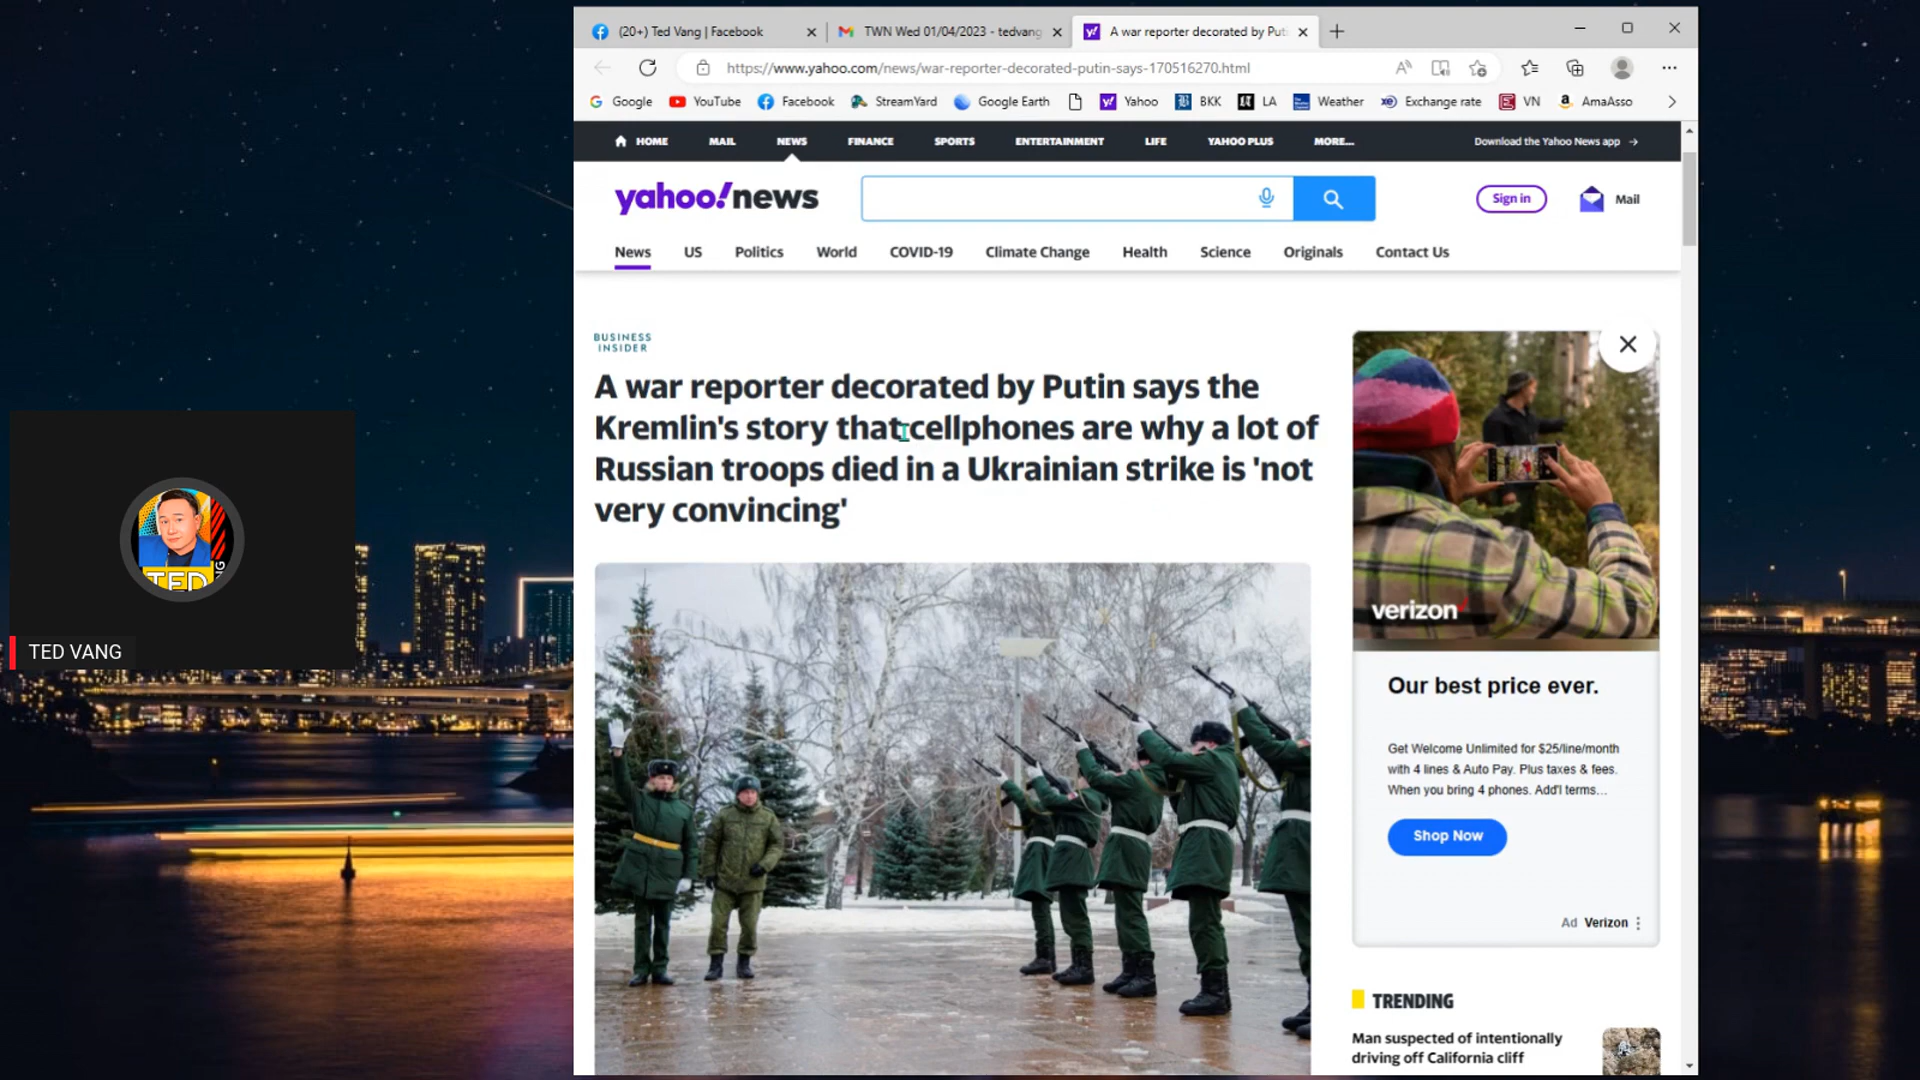 (20+) Ted Vang | Facebook
TWN Wed 01/04/2023 - tedvang
A war reporter decorated by Put
https://www.yahoo.com/news/war-reporter-decorated-putin-says-170516270.html
Google YouTube Facebook StreamYard Google Earth Yahoo BKK LA Weather Exchange rate VN AmaAsso
HOME MAIL NEWS FINANCE SPORTS ENTERTAINMENT LIFE YAHOO PLUS MORE... Download the Yahoo News app →
yahoo!news
Sign in
Mail
News US Politics World COVID-19 Climate Change Health Science Originals Contact Us
BUSINESS
INSIDER
A war reporter decorated by Putin says the
Kremlin's story that cellphones are why a lot of
Russian troops died in a Ukrainian strike is 'not
very convincing'
TED
TED VANG
verizon
Our best price ever.
Get Welcome Unlimited for $25/line/month
with 4 lines & Auto Pay. Plus taxes & fees.
When you bring 4 phones. Add'l terms...
Shop Now
Ad Verizon
TRENDING
Man suspected of intentionally
driving off California cliff